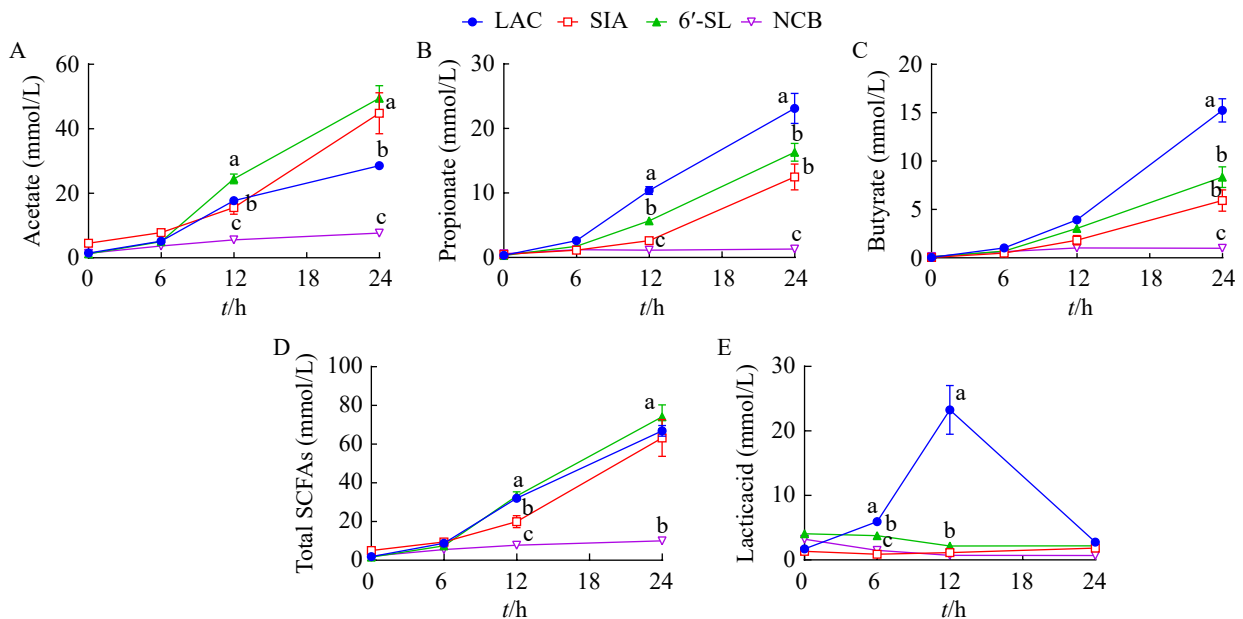 LAC SIA 6′-SL NCB
A
Acetate (mmol/L)
60
40
20
0
a
a
b
b
c
c
0 6 12 18 24
t/h
B
Propionate (mmol/L)
30
20
10
0
a
a
b
b
b
c
c
0 6 12 18 24
t/h
C
Butyrate (mmol/L)
20
15
10
5
0
a
b
b
c
0 6 12 18 24
t/h
D
Total SCFAs (mmol/L)
100
80
60
40
20
0
a
a
b
b
c
0 6 12 18 24
t/h
E
Lacticacid (mmol/L)
30
20
10
0
a
a
b
b
c
0 6 12 18 24
t/h